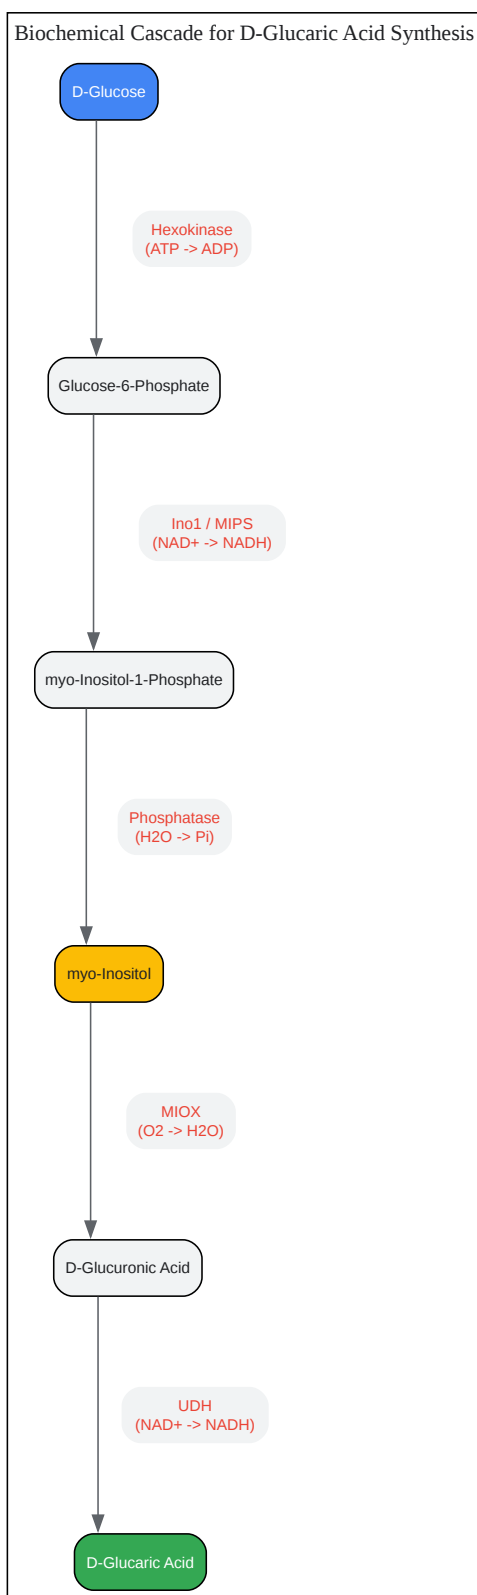 Biochemical Cascade for D-Glucaric Acid Synthesis
D-Glucose
Hexokinase
(ATP -> ADP)
Glucose-6-Phosphate
Ino1 / MIPS
(NAD+ -> NADH)
myo-Inositol-1-Phosphate
Phosphatase
(H2O -> Pi)
myo-Inositol
MIOX
(O2 -> H2O)
D-Glucuronic Acid
UDH
(NAD+ -> NADH)
D-Glucaric Acid